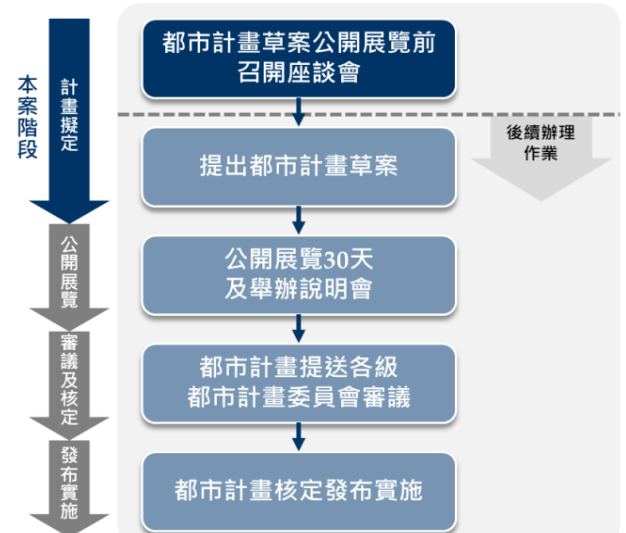 都市計畫草案公開展覽前
召開座談會
本案階段
計畫擬定
後續辦理
作業
提出都市計畫草案
公開展覽
公開展覽30天
及舉辦說明會
審議及核定
都市計畫提送各級
都市計畫委員會審議
發布實施
都市計畫核定發布實施